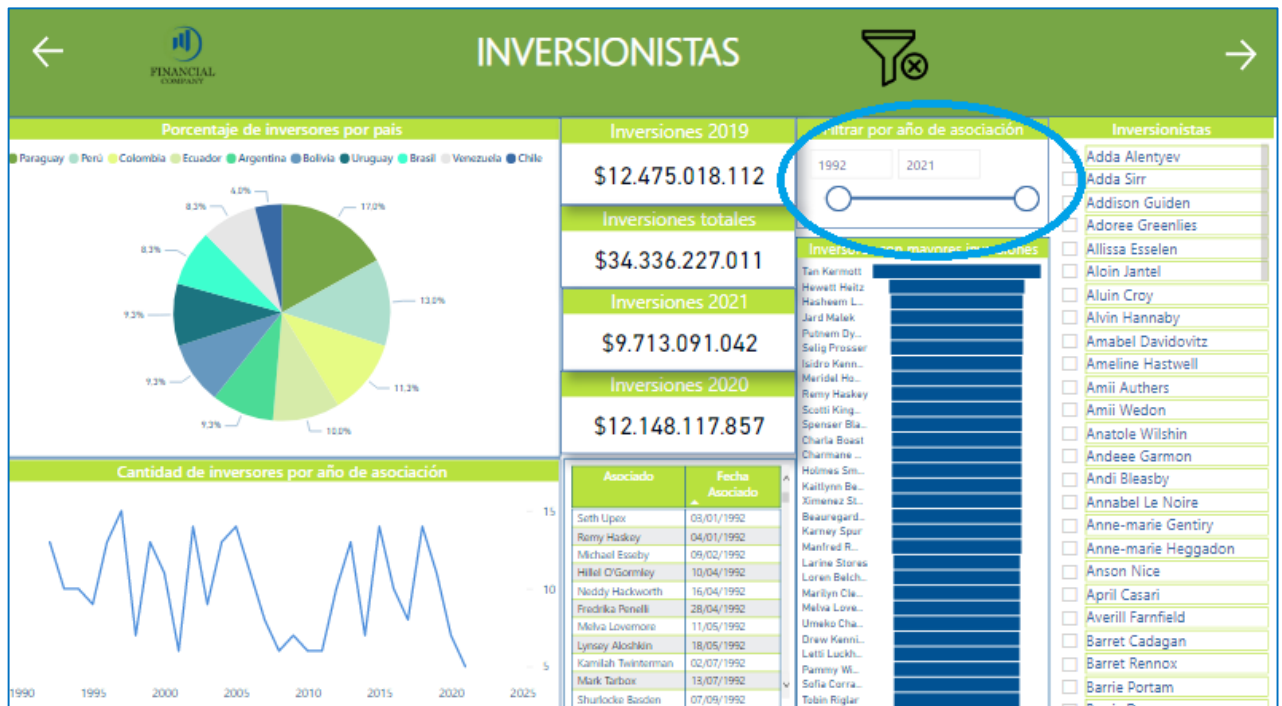 FINANCIAL
COMPANY
INVERSIONISTAS
Porcentaje de inversores por pais
Paraguay Perú Colombia Ecuador Argentina Bolivia Uruguay Brasil Venezuela Chile
4.0%
8.3%
17.0%
8.3%
9.3%
13.0%
9.3%
11.3%
9.3%
10.0%
Cantidad de inversores por año de asociación
15
10
5
1990 1995 2000 2005 2010 2015 2020 2025
Inversiones 2019
$12.475.018.112
Inversiones totales
$34.336.227.011
Inversiones 2021
$9.713.091.042
Inversiones 2020
$12.148.117.857
Asociado Fecha Asociado
Seth Upex 03/01/1992
Remy Haskey 04/01/1992
Michael Esseby 09/02/1992
Hillel O'Gormley 10/04/1992
Neddy Hackworth 16/04/1992
Fredrika Penelli 28/04/1992
Melva Lovemore 11/05/1992
Lynsey Aloshkin 18/05/1992
Kamilah Twinterman 02/07/1992
Mark Tarbox 13/07/1992
Shurlocke Basden 07/09/1992
Filtrar por año de asociación
1992 2021
con mayores inversiones
Tan Kermott
Hewett Heitz
Hasheem L...
Jard Malek
Putnem Dy...
Selig Prosser
Isidro Kenn...
Meridel Ho...
Remy Haskey
Scotti King...
Spenser Bla...
Charla Boast
Charmane ...
Holmes Sm...
Kaitlynn Be...
Ximenez St...
Beauregard...
Karney Spur
Manfred R...
Larine Stores
Loren Belch...
Marilyn Cle...
Melva Love...
Umeko Cha...
Drew Kenni...
Letti Luckh...
Pammy Wi...
Sofia Corra...
Tobin Riglar
Inversionistas
Adda Alentyev
Adda Sirr
Addison Guiden
Adoree Greenlies
Allissa Esselen
Aloin Jantel
Aluin Croy
Alvin Hannaby
Amabel Davidovitz
Ameline Hastwell
Amii Authers
Amii Wedon
Anatole Wilshin
Andeee Garmon
Andi Bleasby
Annabel Le Noire
Anne-marie Gentiry
Anne-marie Heggadon
Anson Nice
April Casari
Averill Farnfield
Barret Cadagan
Barret Rennox
Barrie Portam